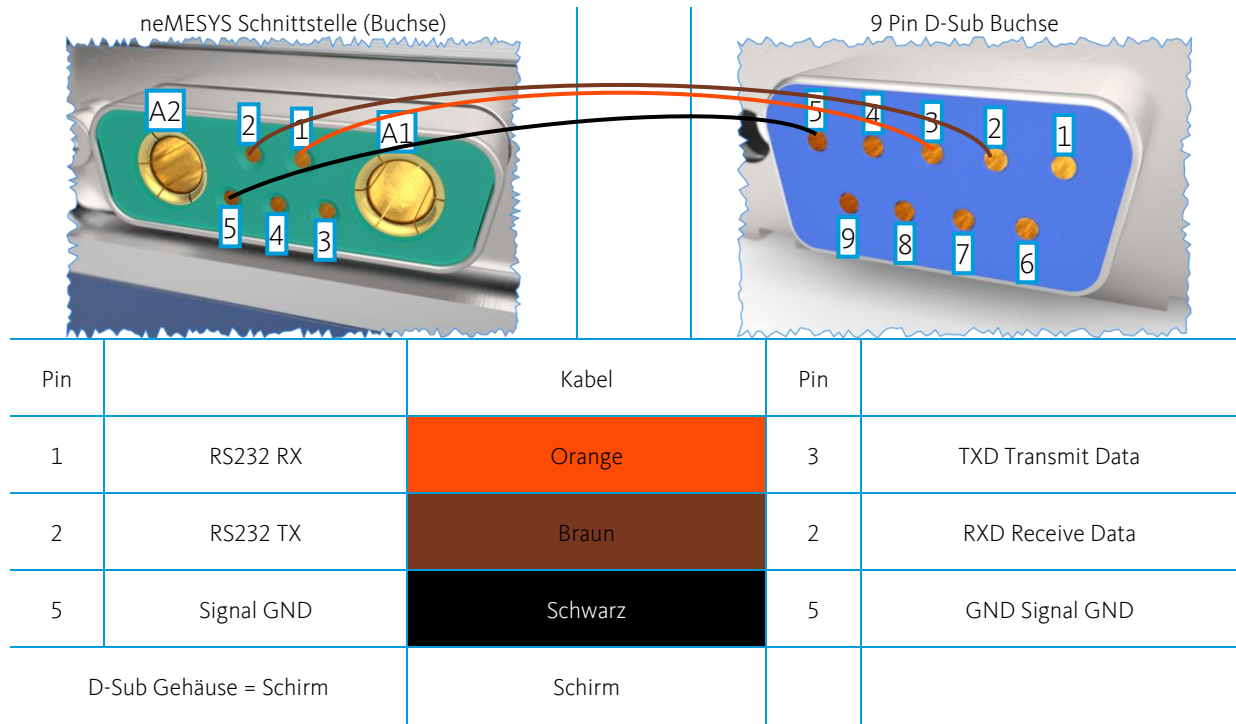 neMESYS Schnittstelle (Buchse)
9 Pin D-Sub Buchse
A2 2 1 A1
5 4 3
5 4 3 2 1
9 8 7 6
Pin Kabel Pin
1 RS232 RX Orange 3 TXD Transmit Data
2 RS232 TX Braun 2 RXD Receive Data
5 Signal GND Schwarz 5 GND Signal GND
D-Sub Gehäuse = Schirm Schirm